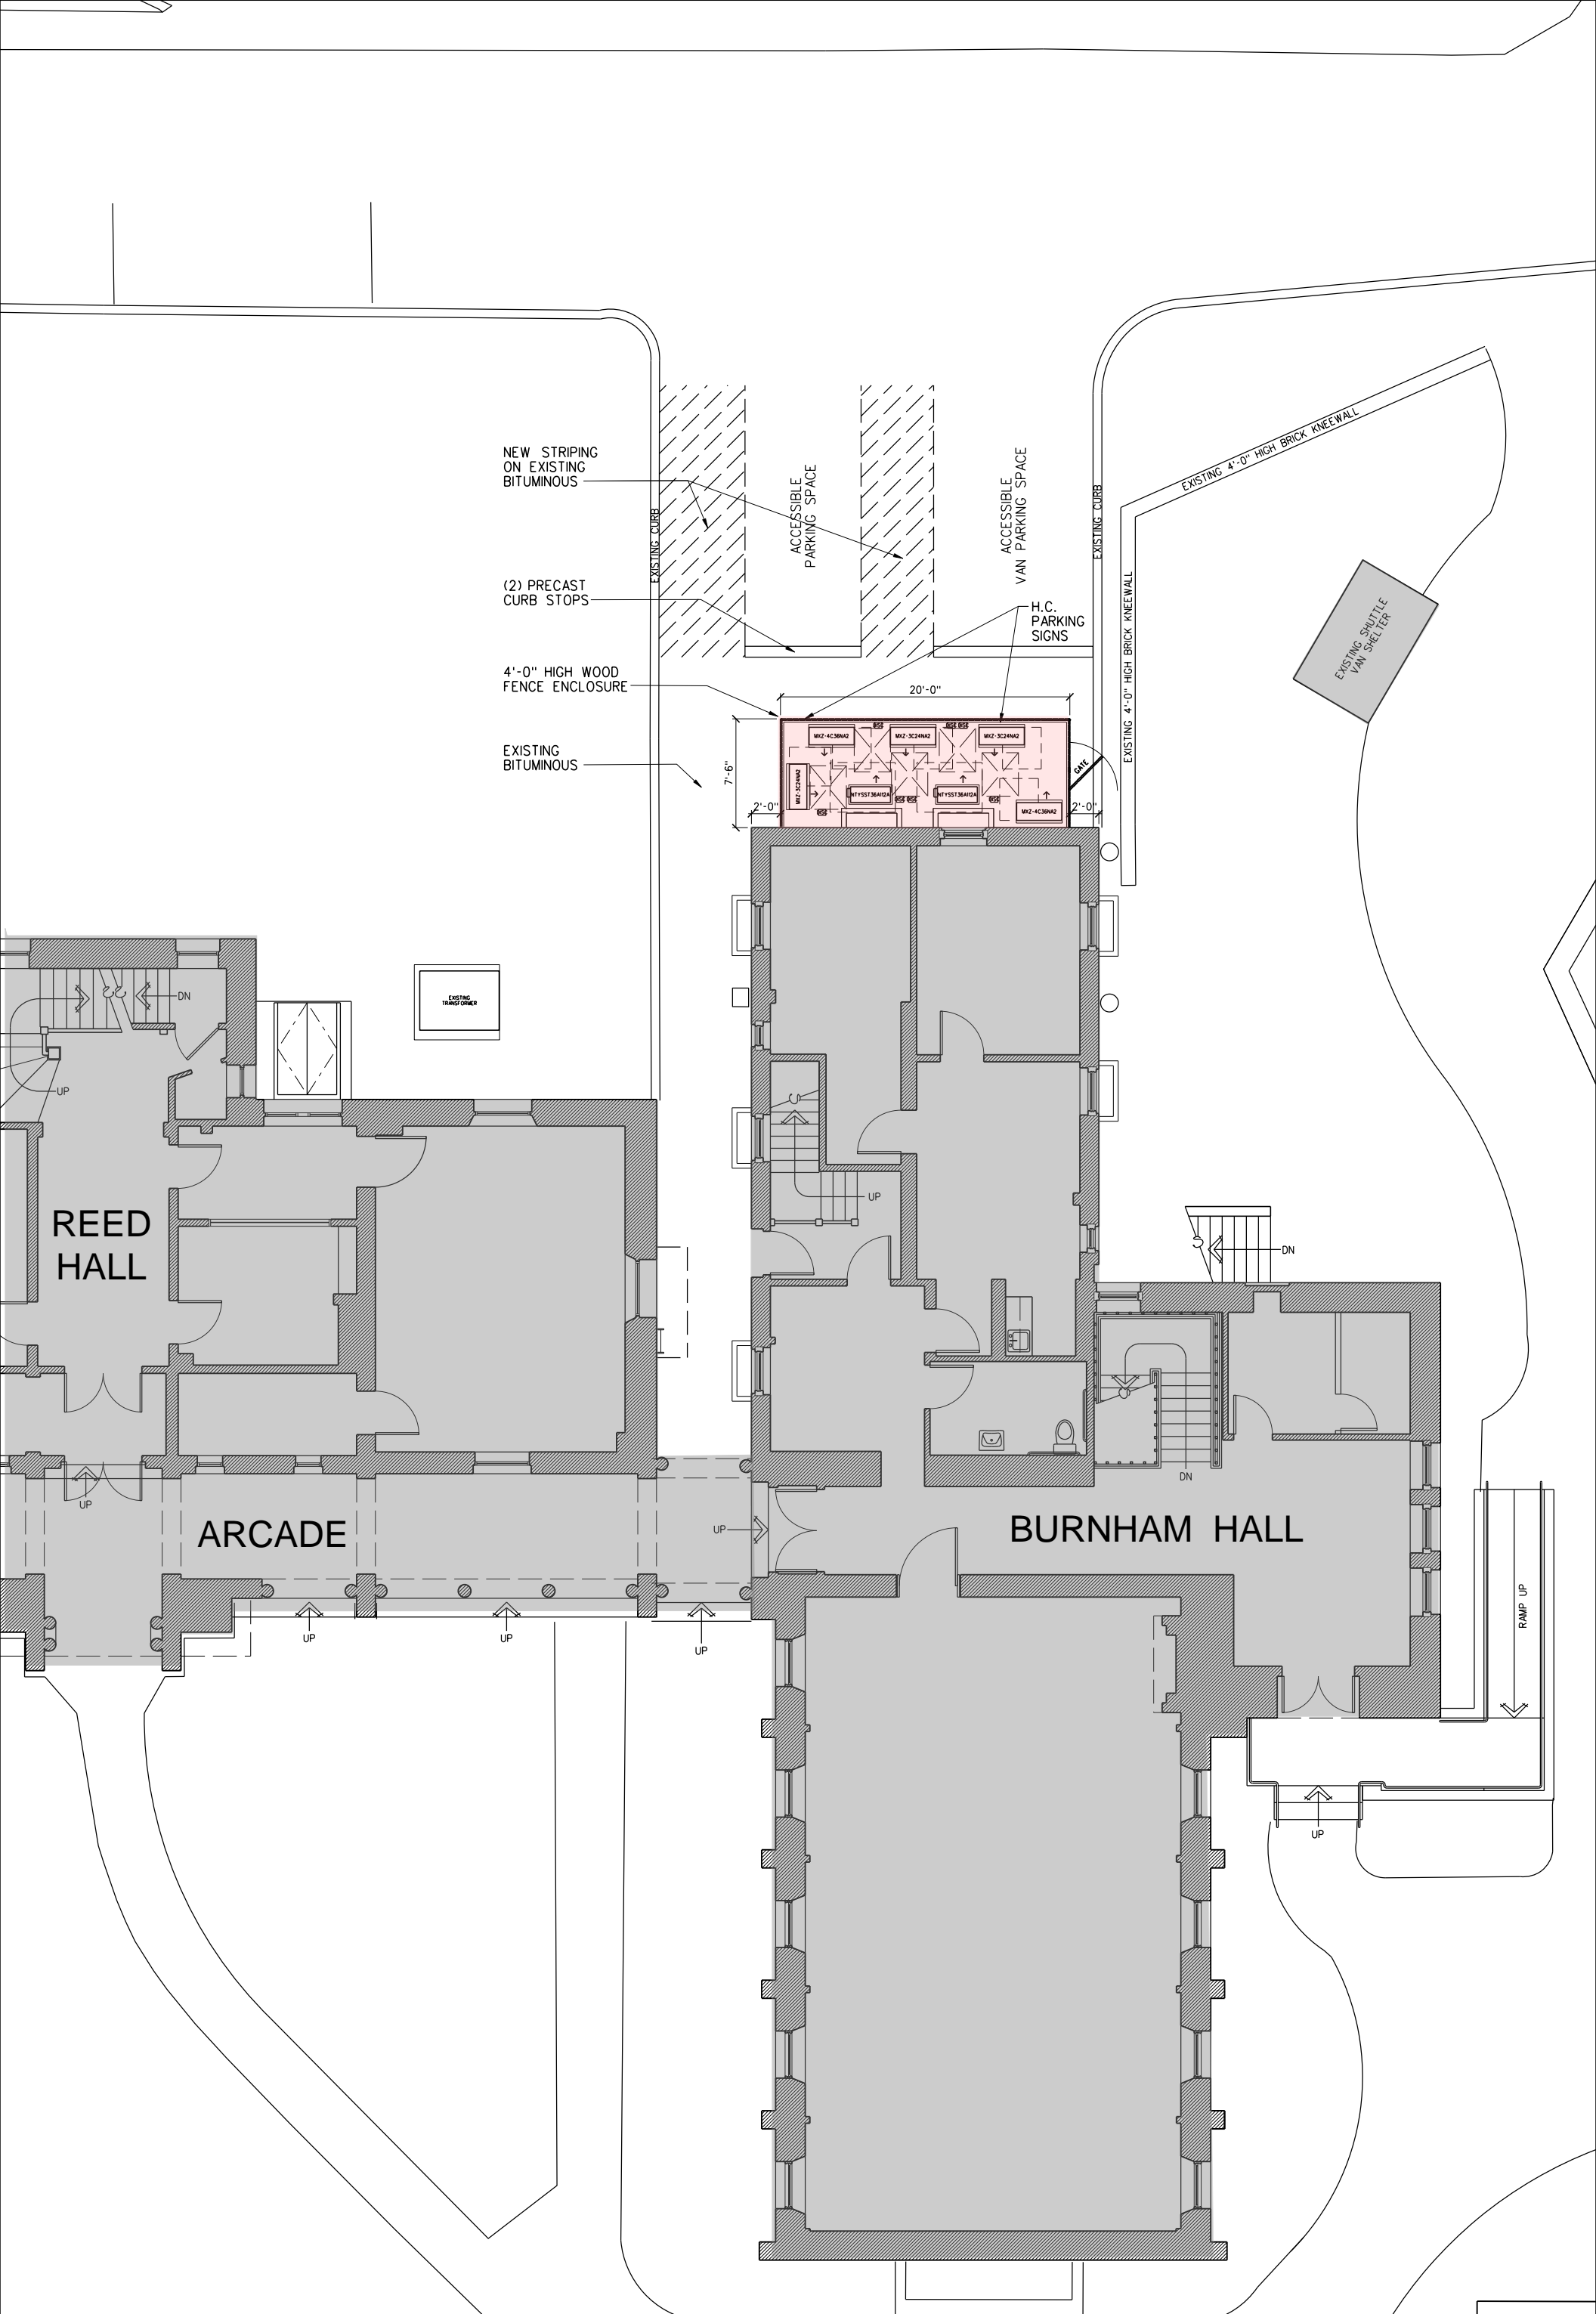 NEW STRIPING
ON EXISTING
BITUMINOUS
EXISTING CURB
ACCESSIBLE
PARKING SPACE
ACCESSIBLE
VAN PARKING SPACE
EXISTING CURB
EXISTING 4'-0" HIGH BRICK KNEEWALL
EXISTING 4'-0" HIGH BRICK KNEEWALL
EXISTING SHUTTLE
VAN SHELTER
(2) PRECAST
CURB STOPS
H.C.
PARKING
SIGNS
4'-0" HIGH WOOD
FENCE ENCLOSURE
20'-0"
EXISTING
BITUMINOUS
7'-6"
MXZ-4C36NA2
MXZ-3C24NA2
MXZ-3C24NA2
MXZ-3C24NA2
NTYSST36A112A
NTYSST36A112A
MXZ-4C36NA2
GATE
2'-0"
2'-0"
EXISTING
TRANSFORMER
DN
UP
REED
HALL
UP
DN
UP
ARCADE
UP
BURNHAM HALL
DN
RAMP UP
UP
UP
UP
UP